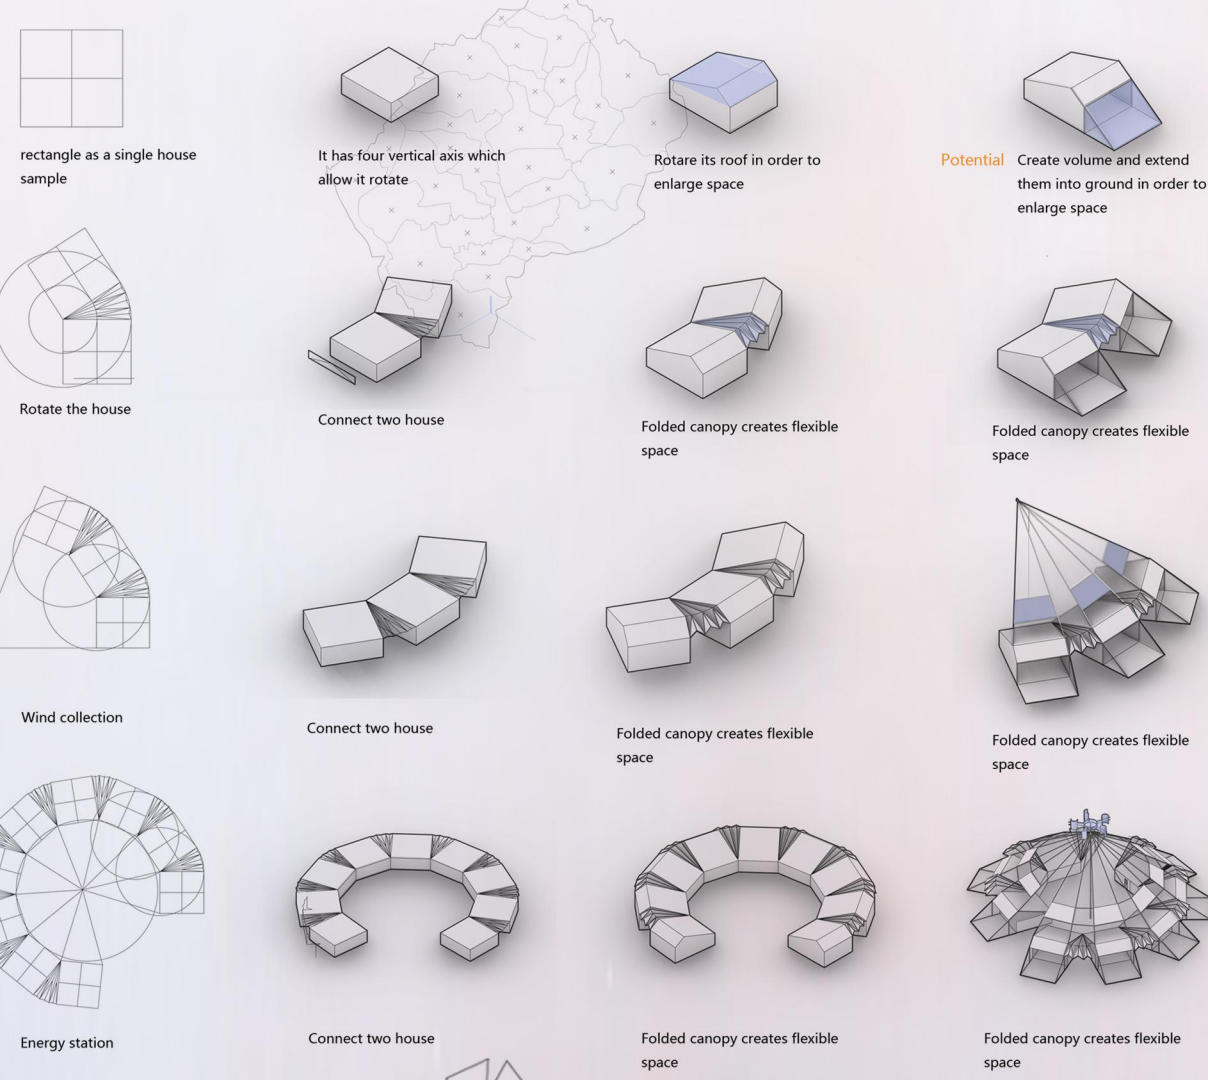 rectangle as a single house
sample
It has four vertical axis which
allow it rotate
Rotare its roof in order to
enlarge space
Potential
Create volume and extend
them into ground in order to
enlarge space
Rotate the house
Connect two house
Folded canopy creates flexible
space
Folded canopy creates flexible
space
Wind collection
Connect two house
Folded canopy creates flexible
space
Folded canopy creates flexible
space
Energy station
Connect two house
Folded canopy creates flexible
space
Folded canopy creates flexible
space